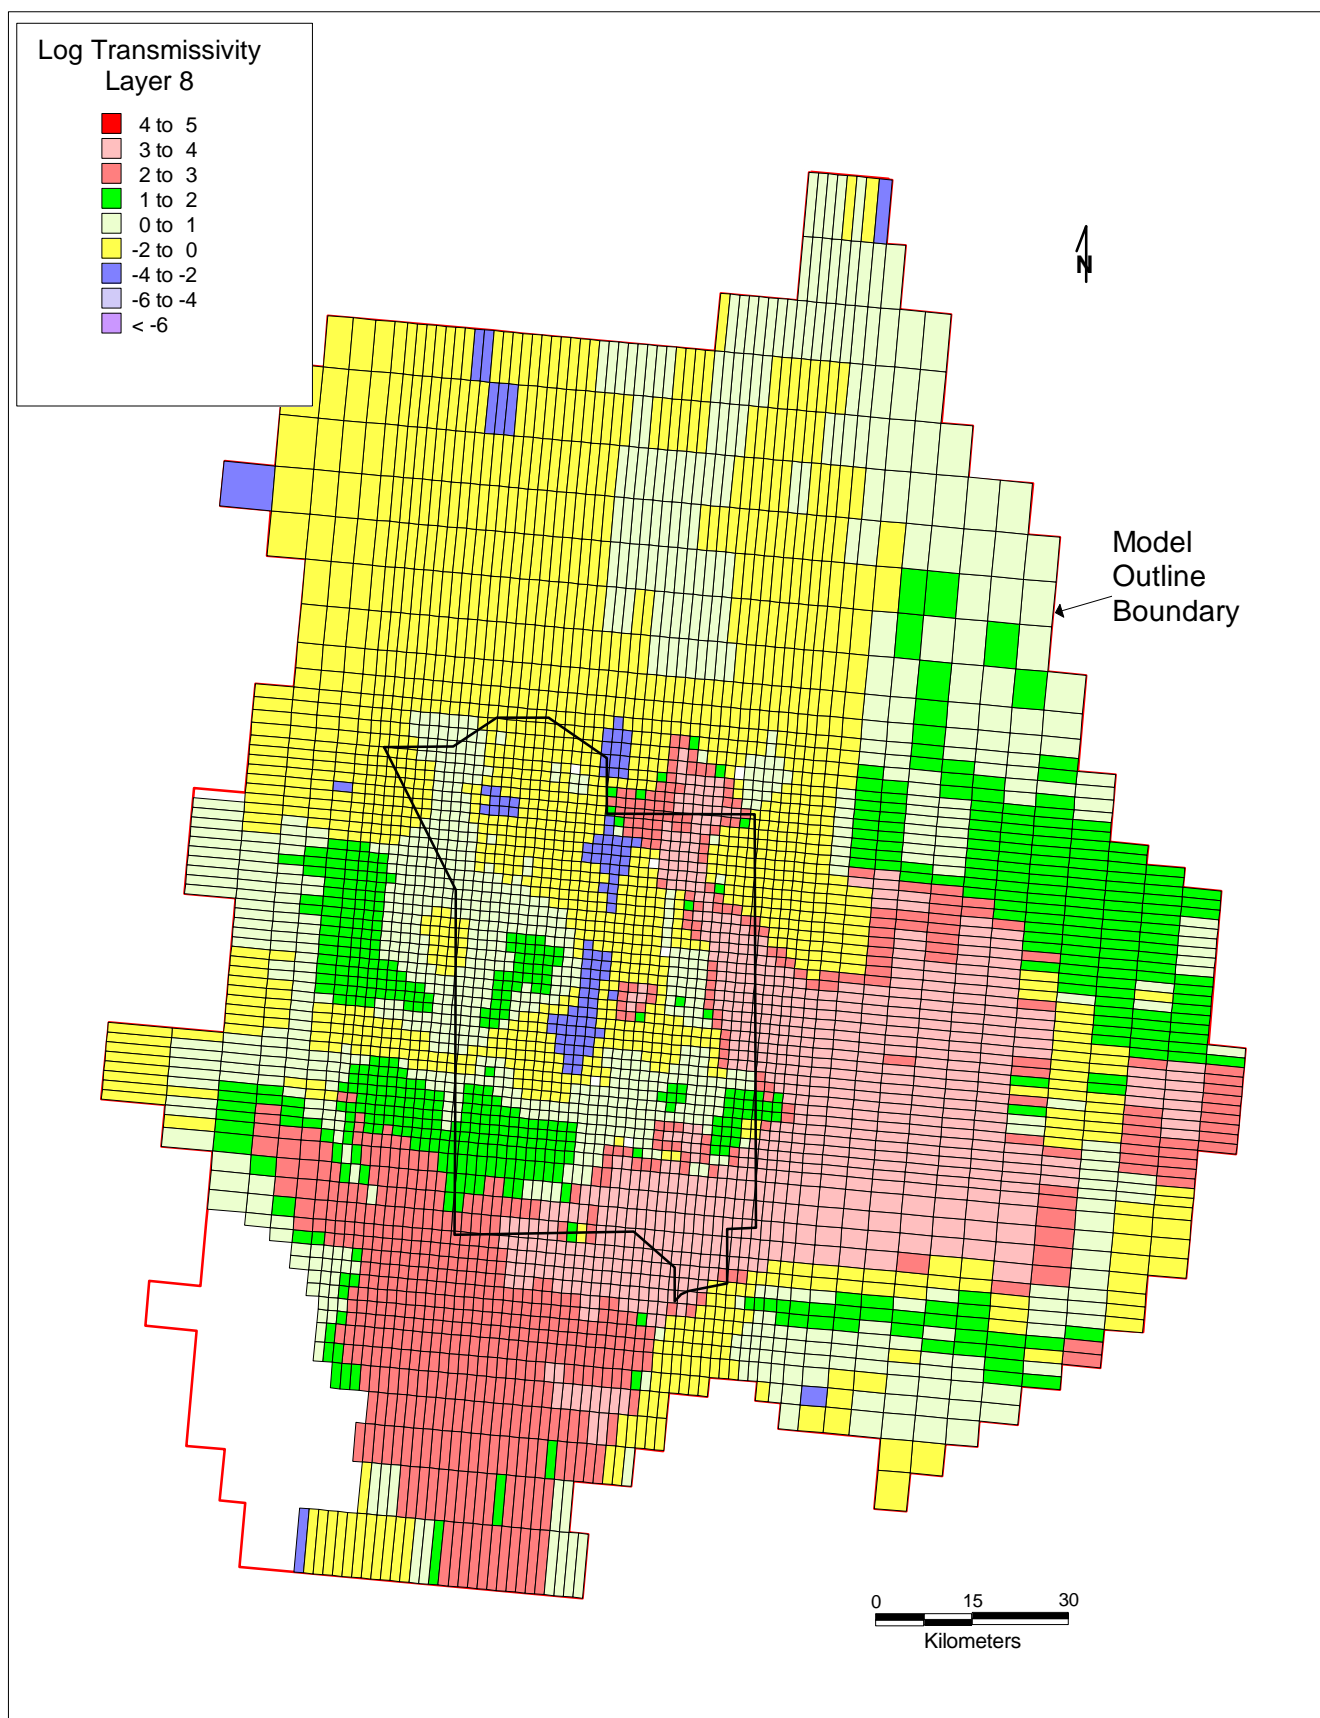 Log Transmissivity
Layer 8
4 to 5
3 to 4
2 to 3
1 to 2
0 to 1
-2 to 0
-4 to -2
-6 to -4
< -6
N
Model
Outline
Boundary
0 15 30
Kilometers